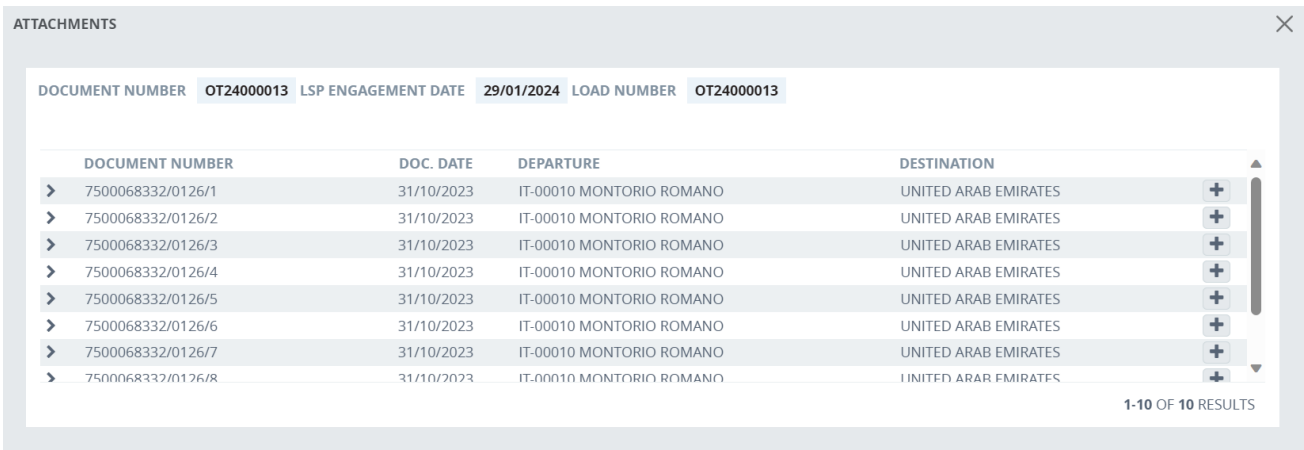 ATTACHMENTS
DOCUMENT NUMBER OT24000013 LSP ENGAGEMENT DATE 29/01/2024 LOAD NUMBER OT24000013
DOCUMENT NUMBER DOC. DATE DEPARTURE DESTINATION
7500068332/0126/1 31/10/2023 IT-00010 MONTORIO ROMANO UNITED ARAB EMIRATES
7500068332/0126/2 31/10/2023 IT-00010 MONTORIO ROMANO UNITED ARAB EMIRATES
7500068332/0126/3 31/10/2023 IT-00010 MONTORIO ROMANO UNITED ARAB EMIRATES
7500068332/0126/4 31/10/2023 IT-00010 MONTORIO ROMANO UNITED ARAB EMIRATES
7500068332/0126/5 31/10/2023 IT-00010 MONTORIO ROMANO UNITED ARAB EMIRATES
7500068332/0126/6 31/10/2023 IT-00010 MONTORIO ROMANO UNITED ARAB EMIRATES
7500068332/0126/7 31/10/2023 IT-00010 MONTORIO ROMANO UNITED ARAB EMIRATES
7500068332/0126/8 31/10/2023 IT-00010 MONTORIO ROMANO UNITED ARAB EMIRATES
1-10 OF 10 RESULTS